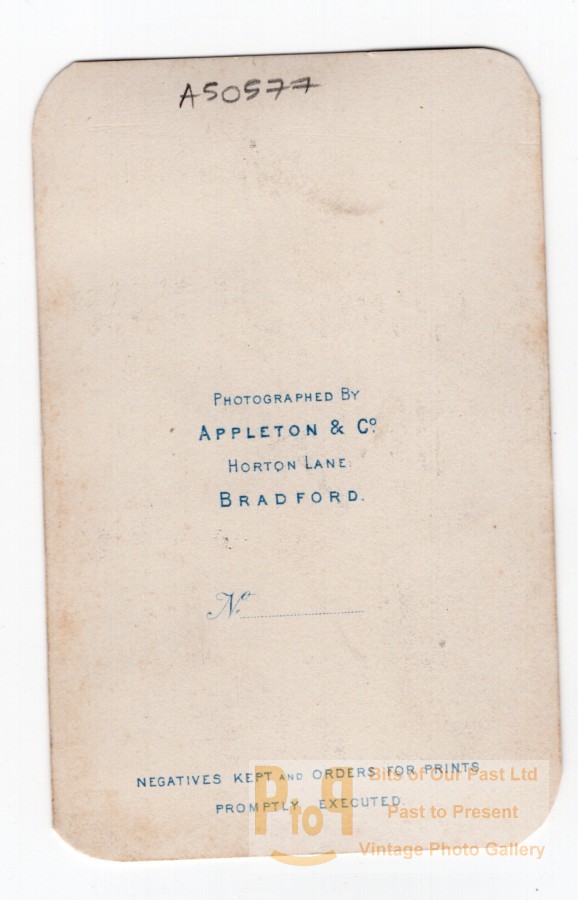 A50577
PHOTOGRAPHED BY
APPLETON & Cº
HORTON LANE.
BRADFORD.
Nº
NEGATIVES KEPT AND ORDERS FOR PRINTS
PROMPTLY EXECUTED.
PtoP
Bits of Our Past Ltd
Past to Present
Vintage Photo Gallery